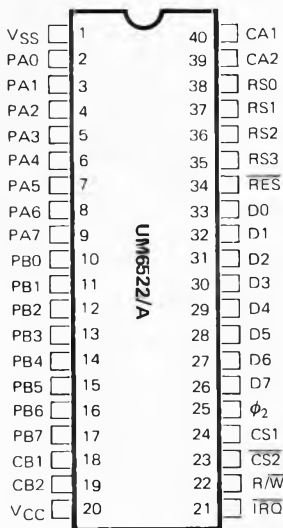 VSS 1 40 CA1
PA0 2 39 CA2
PA1 3 38 RS0
PA2 4 37 RS1
PA3 5 36 RS2
PA4 6 35 RS3
PA5 7 34 R̅E̅S̅
PA6 8 33 D0
PA7 9 32 D1
PB0 10 31 D2
PB1 11 30 D3
PB2 12 29 D4
PB3 13 28 D5
PB4 14 27 D6
PB5 15 26 D7
PB6 16 25 ϕ2
PB7 17 24 CS1
CB1 18 23 C̅S̅2̅
CB2 19 22 R/W̅
VCC 20 21 I̅R̅Q̅
UM6522/A